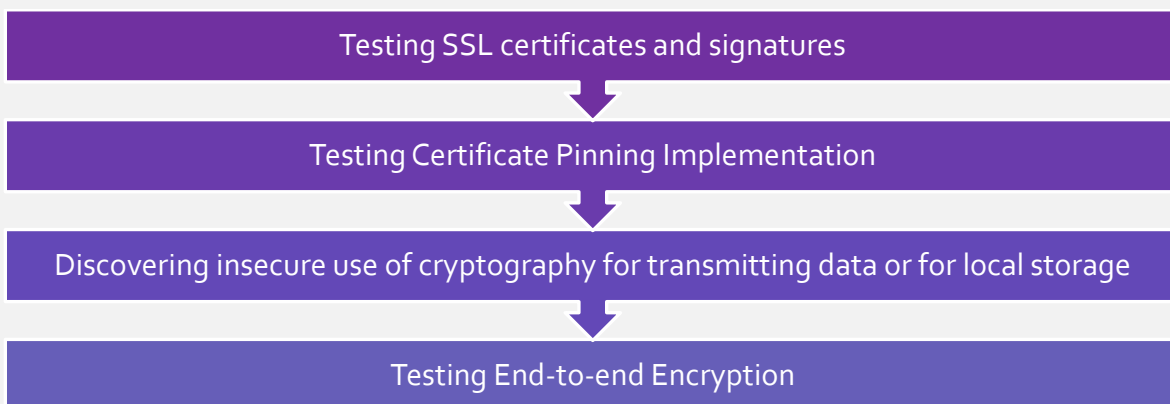 Testing SSL certificates and signatures
Testing Certificate Pinning Implementation
Discovering insecure use of cryptography for transmitting data or for local storage
Testing End-to-end Encryption